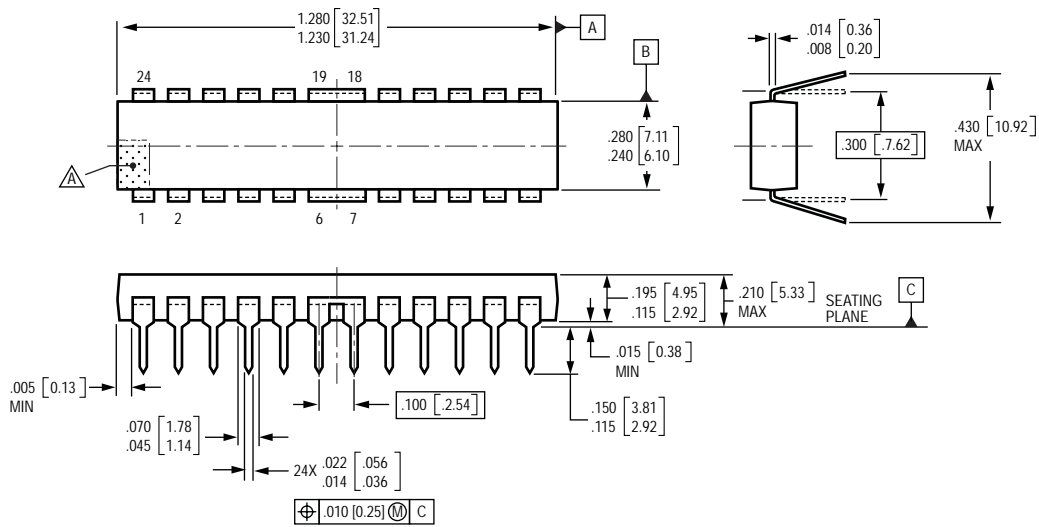 1.280 [32.51]
1.230 [31.24]
A
B
.014 [0.36]
.008 [0.20]
24 19 18
.280 [7.11]
.240 [6.10]
.300 [.7.62]
.430 [10.92]
MAX
A
1 2 6 7
.195 [4.95]
.115 [2.92]
.210 [5.33]
MAX
SEATING
PLANE
C
.015 [0.38]
MIN
.005 [0.13]
MIN
.100 [.2.54]
.150 [3.81]
.115 [2.92]
.070 [1.78]
.045 [1.14]
24X .022 [.056]
.014 [.036]
⌖ .010 [0.25] Ⓜ C